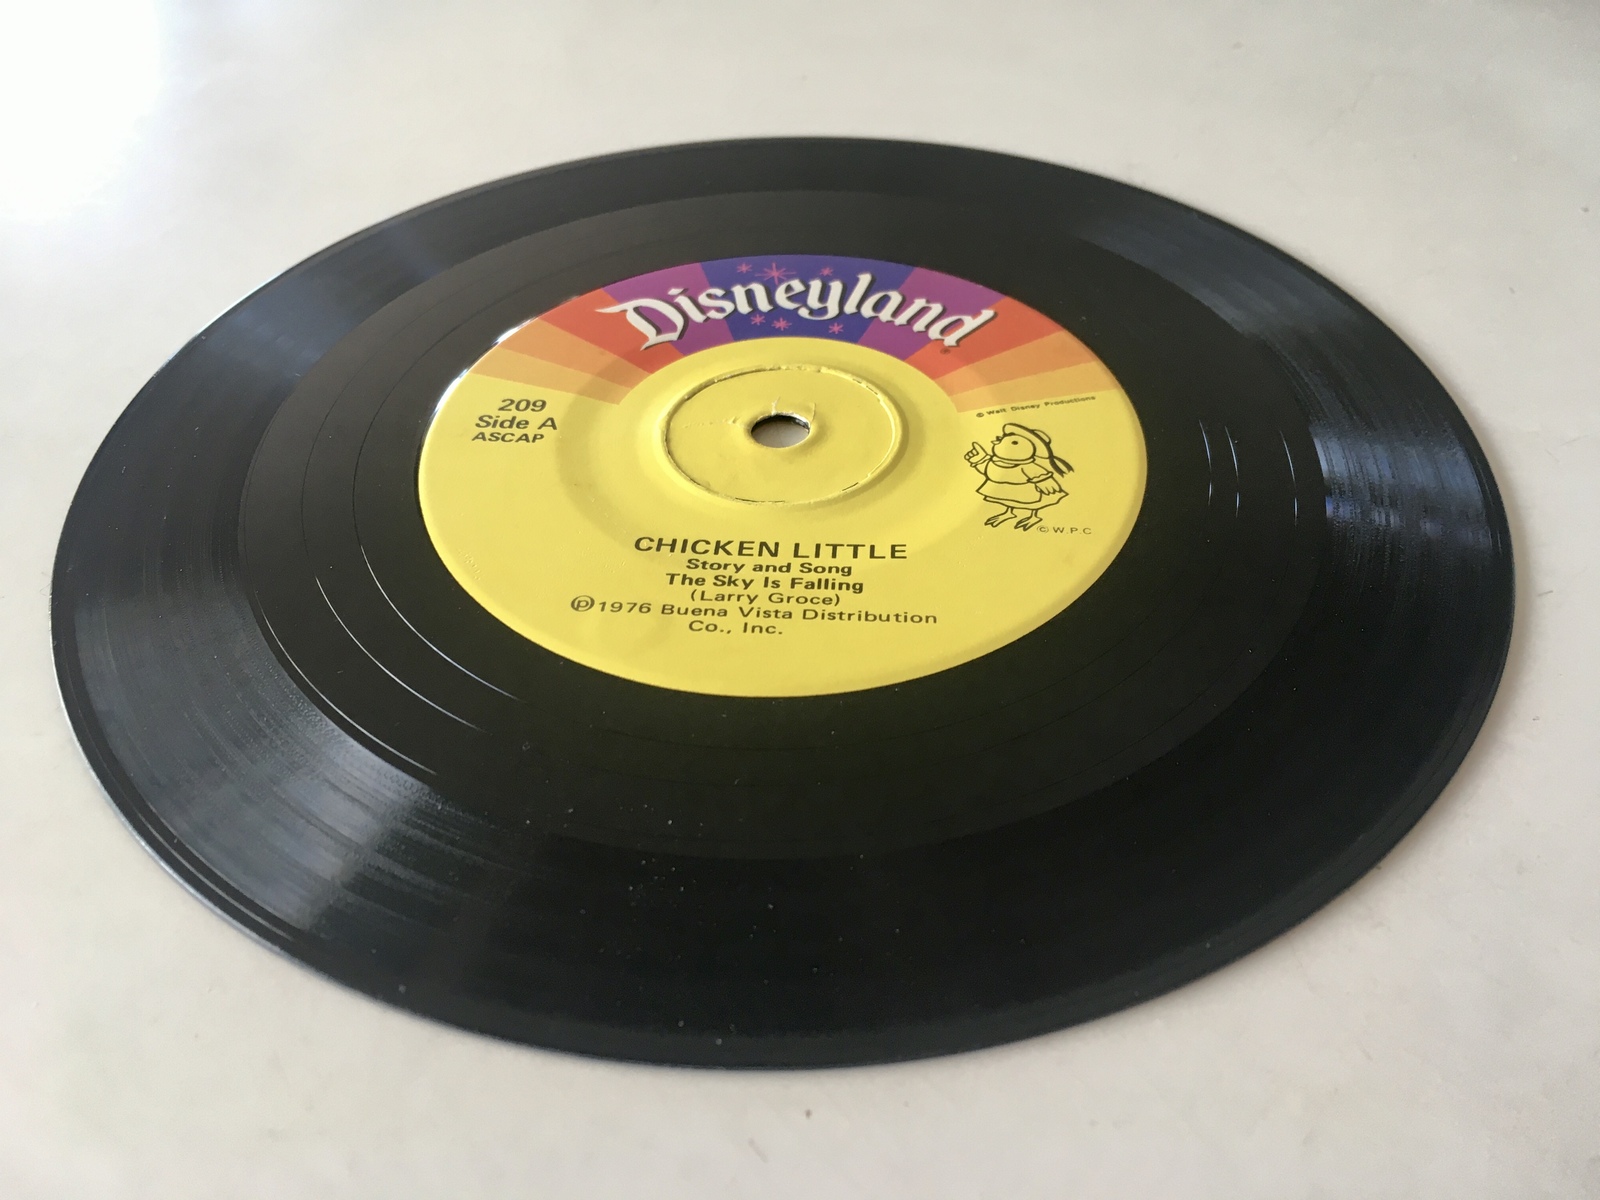 Disneyland
®
© Walt Disney Productions
209
Side A
ASCAP
© W.P.C
CHICKEN LITTLE
Story and Song
The Sky Is Falling
(Larry Groce)
℗1976 Buena Vista Distribution
Co., Inc.